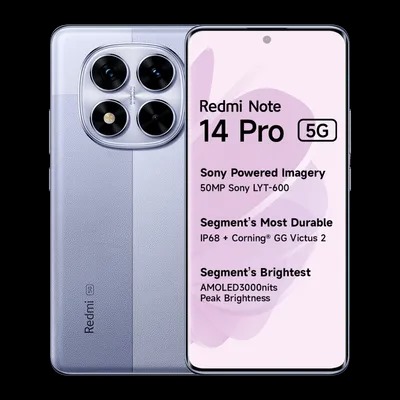 Redmi Note
14 Pro 5G
Sony Powered Imagery
50MP Sony LYT-600
Segment's Most Durable
IP68 + Corning® GG Victus 2
Segment's Brightest
AMOLED3000nits
Peak Brightness
Redmi 5G